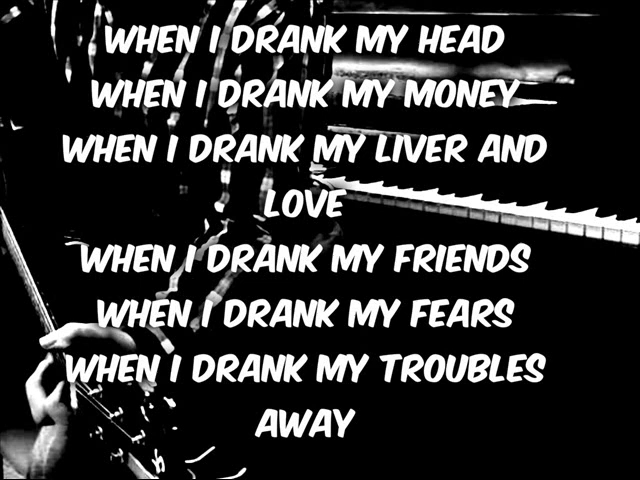 WHEN I DRANK MY HEAD
WHEN I DRANK MY MONEY
WHEN I DRANK MY LIVER AND
LOVE
WHEN I DRANK MY FRIENDS
WHEN I DRANK MY FEARS
WHEN I DRANK MY TROUBLES
AWAY